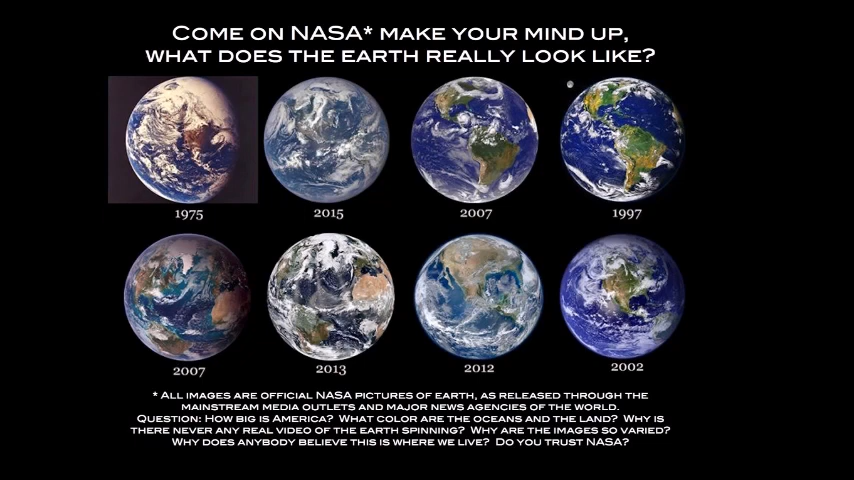 Come on NASA* make your mind up,
what does the earth really look like?
1975
2015
2007
1997
2007
2013
2012
2002
* All images are official NASA pictures of earth, as released through the
mainstream media outlets and major news agencies of the world.
Question: How big is America? What color are the oceans and the land? Why is
there never any real video of the earth spinning? Why are the images so varied?
Why does anybody believe this is where we live? Do you trust NASA?